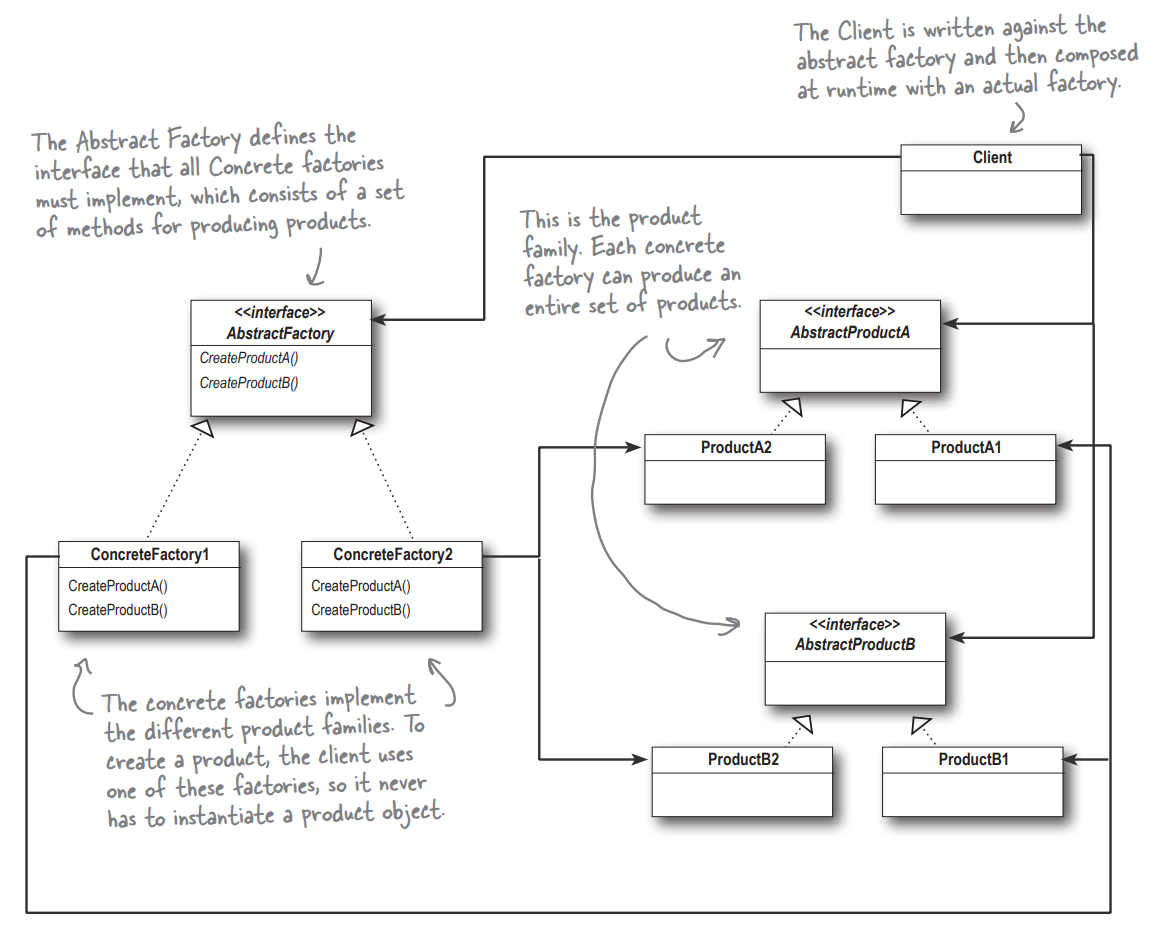 The Client is written against the
abstract factory and then composed
at runtime with an actual factory.
The Abstract Factory defines the
interface that all Concrete factories
must implement, which consists of a set
of methods for producing products.
Client
This is the product
family. Each concrete
factory can produce an
entire set of products.
<<interface>>
AbstractFactory
CreateProductA()
CreateProductB()
<<interface>>
AbstractProductA
ProductA2
ProductA1
ConcreteFactory1
CreateProductA()
CreateProductB()
ConcreteFactory2
CreateProductA()
CreateProductB()
<<interface>>
AbstractProductB
The concrete factories implement
the different product families. To
create a product, the client uses
one of these factories, so it never
has to instantiate a product object.
ProductB2
ProductB1